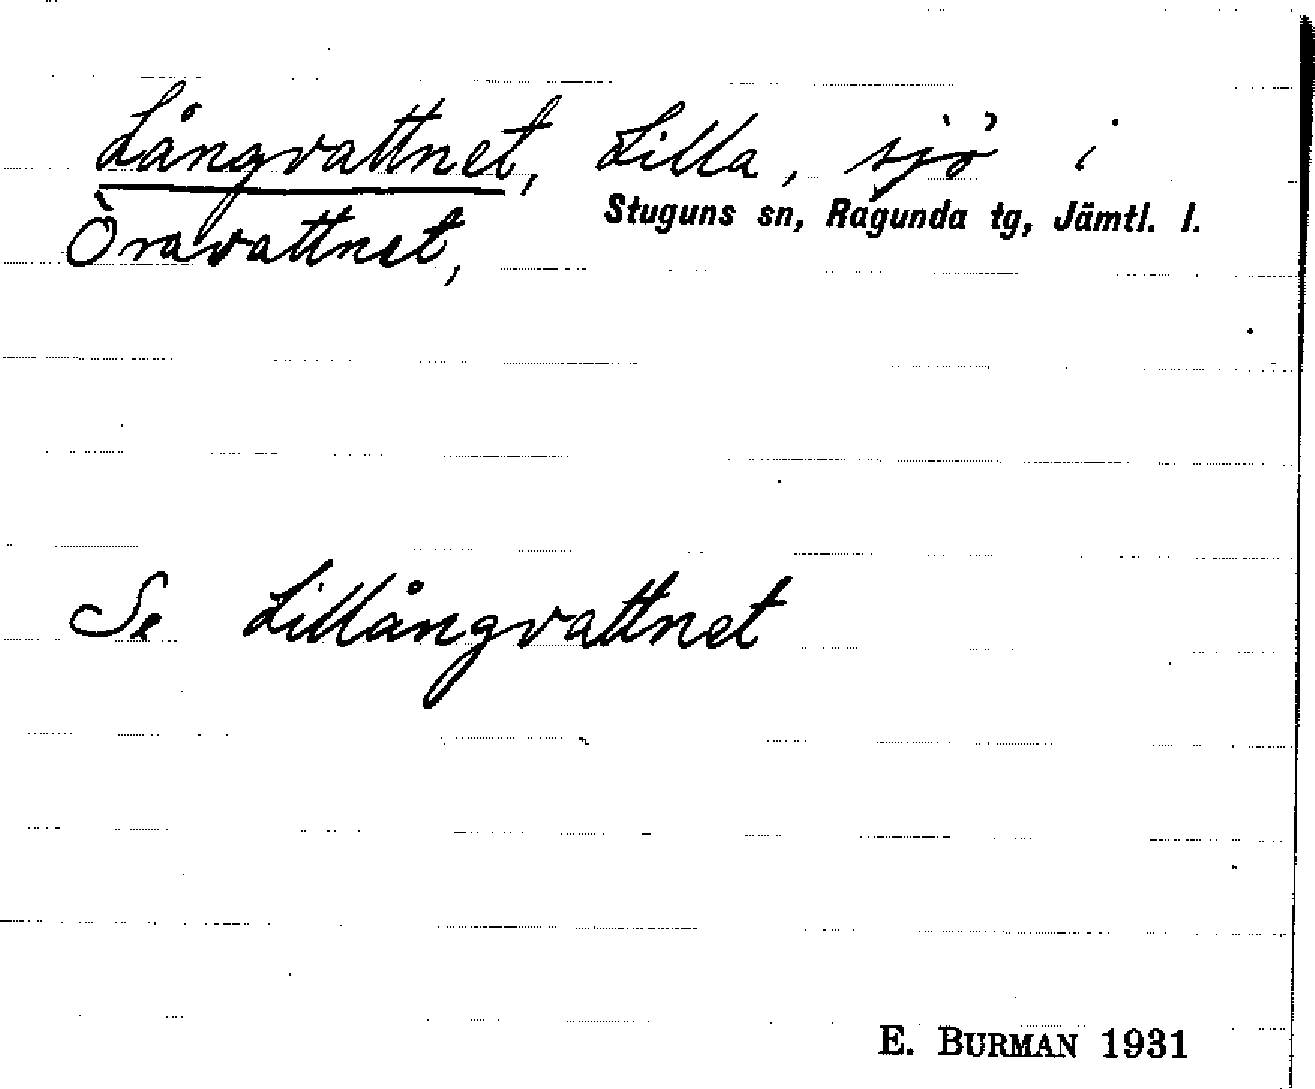 Långvattnet, Lilla, sjö i
Öravattnet, Stuguns sn, Ragunda tg, Jämtl. l.
Se Lillångvattnet
E. BURMAN 1931